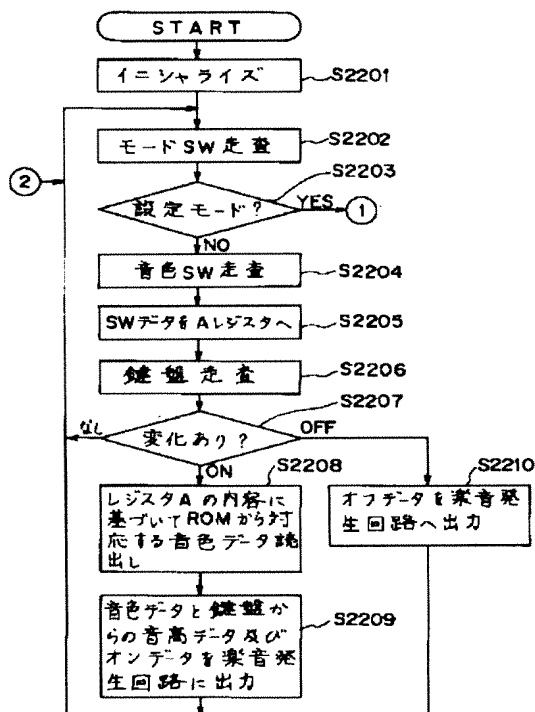 START
イニシャライズ
S2201
モードSW走査
S2202
2
S2203
設定モード?
YES
1
NO
音色SW走査
S2204
SWデータをAレジスタへ
S2205
鍵盤走査
S2206
S2207
なし
変化あり?
OFF
ON
S2208
S2210
レジスタAの内容に
基づいてROMから対
応する音色データ読
出し
オフデータを楽音発
生回路へ出力
S2209
音色データと鍵盤か
らの音高データ及び
オンデータを楽音発
生回路に出力